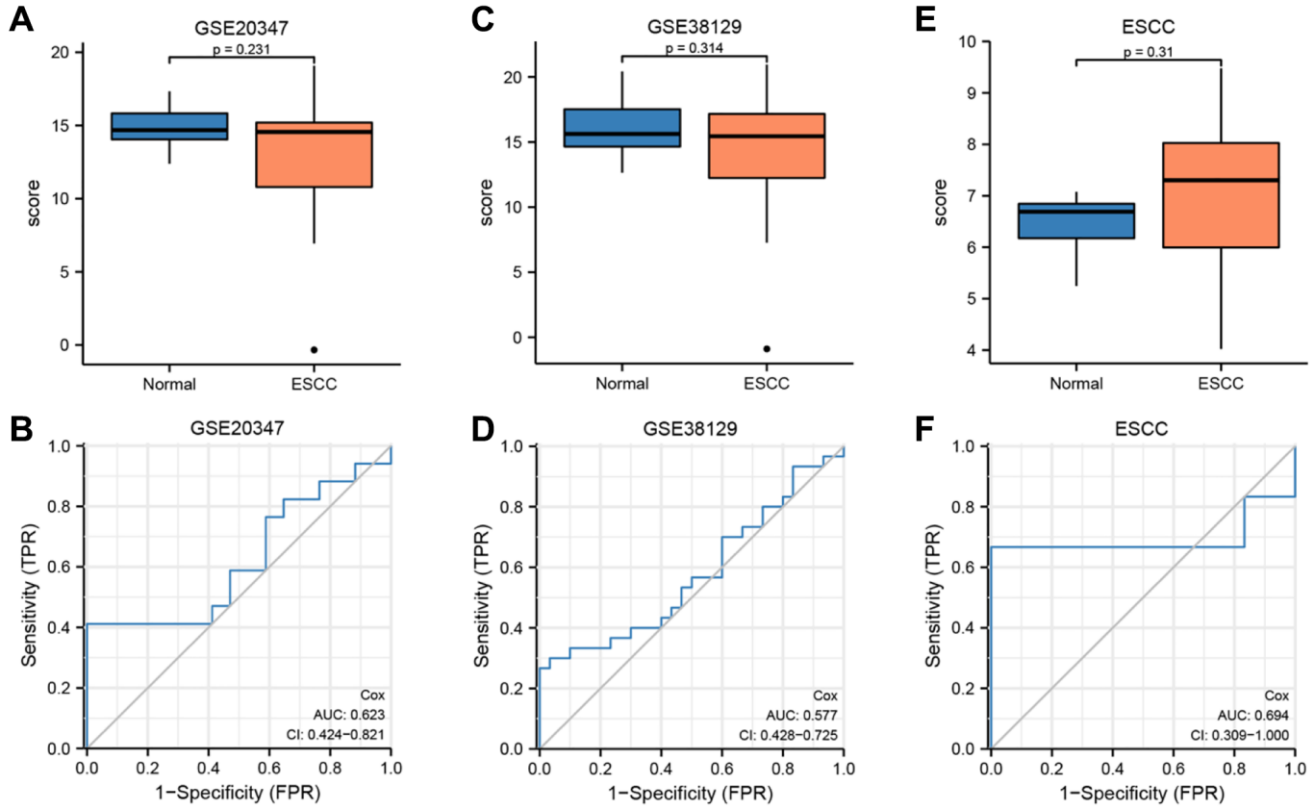 A
GSE20347
p = 0.231
20
15
10
5
0
score
Normal
ESCC
C
GSE38129
p = 0.314
20
15
10
5
0
score
Normal
ESCC
E
ESCC
p = 0.31
10
9
8
7
6
5
4
score
Normal
ESCC
B
GSE20347
1.0
0.8
0.6
0.4
0.2
0.0
Sensitivity (TPR)
Cox
AUC: 0.623
CI: 0.424−0.821
0.0 0.2 0.4 0.6 0.8 1.0
1−Specificity (FPR)
D
GSE38129
1.0
0.8
0.6
0.4
0.2
0.0
Sensitivity (TPR)
Cox
AUC: 0.577
CI: 0.428−0.725
0.0 0.2 0.4 0.6 0.8 1.0
1−Specificity (FPR)
F
ESCC
1.0
0.8
0.6
0.4
0.2
0.0
Sensitivity (TPR)
Cox
AUC: 0.694
CI: 0.309−1.000
0.0 0.2 0.4 0.6 0.8 1.0
1−Specificity (FPR)